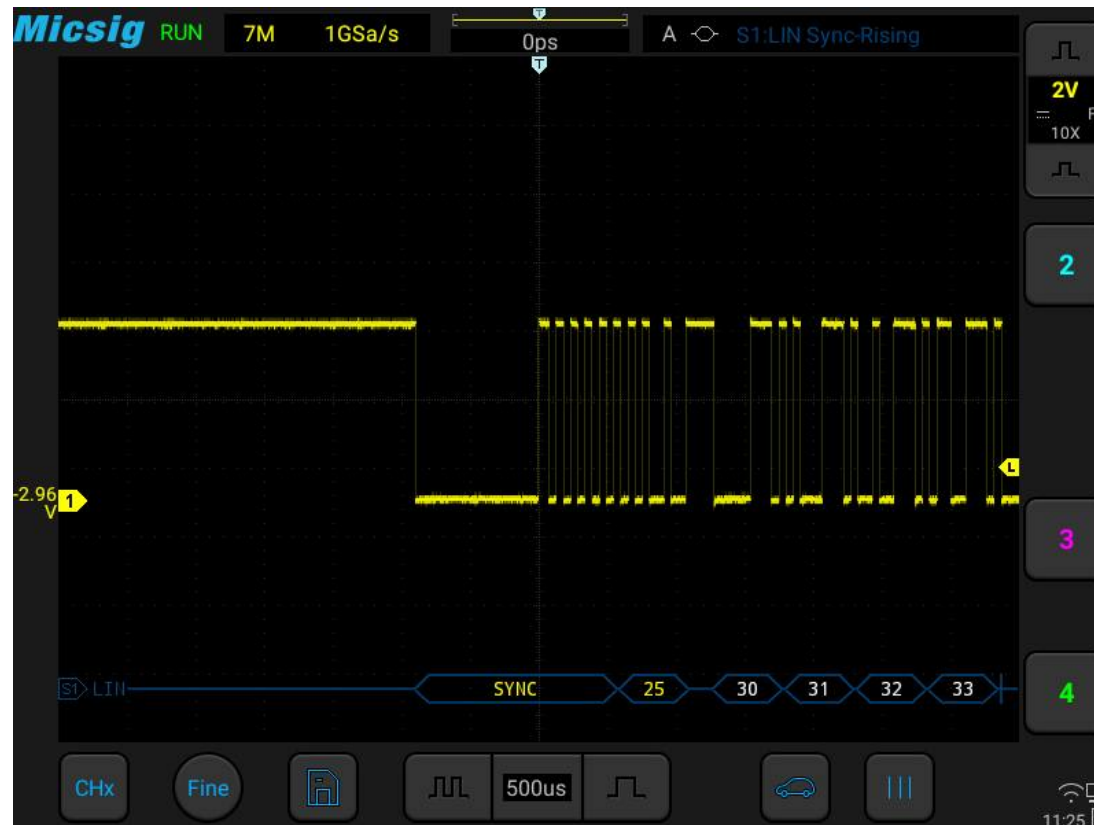 Micsig RUN 7M 1GSa/s 0ps A S1:LIN Sync-Rising
T
T
2V
10X
2
L
-2.96
V
1
3
S1 LIN SYNC 25 30 31 32 33
4
CHx Fine 500us
11:25